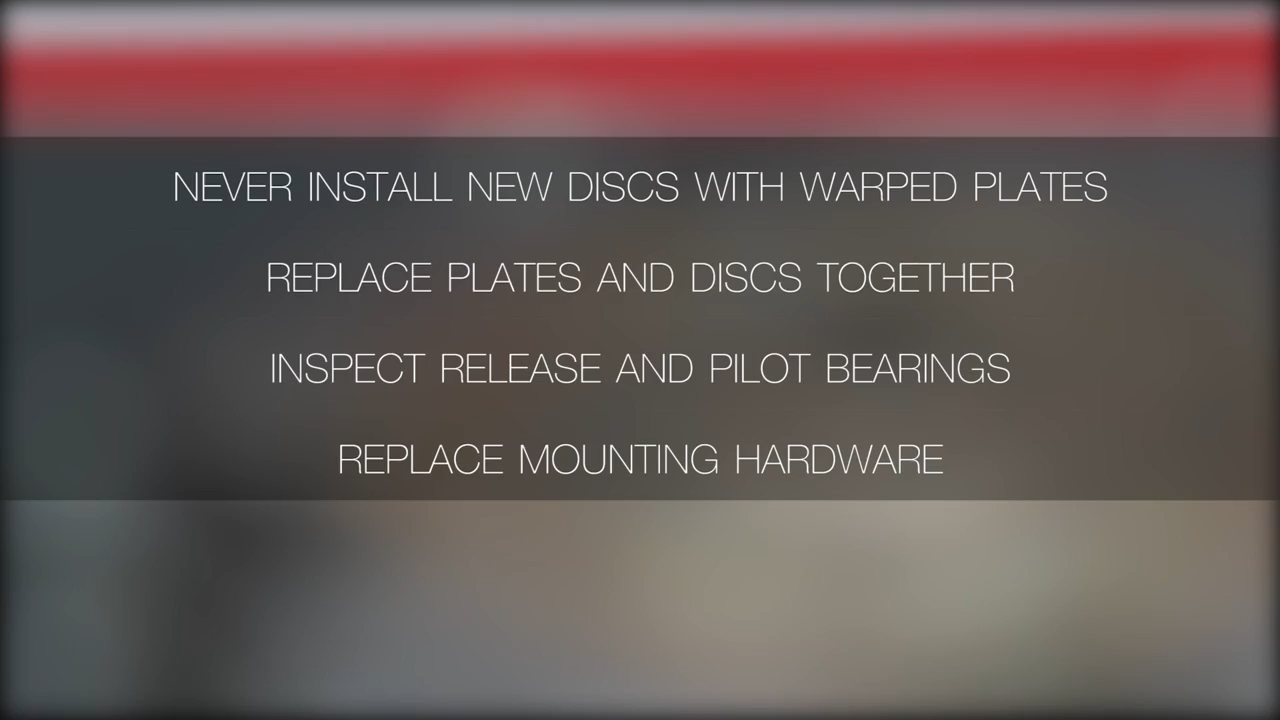 NEVER INSTALL NEW DISCS WITH WARPED PLATES
REPLACE PLATES AND DISCS TOGETHER
INSPECT RELEASE AND PILOT BEARINGS
REPLACE MOUNTING HARDWARE